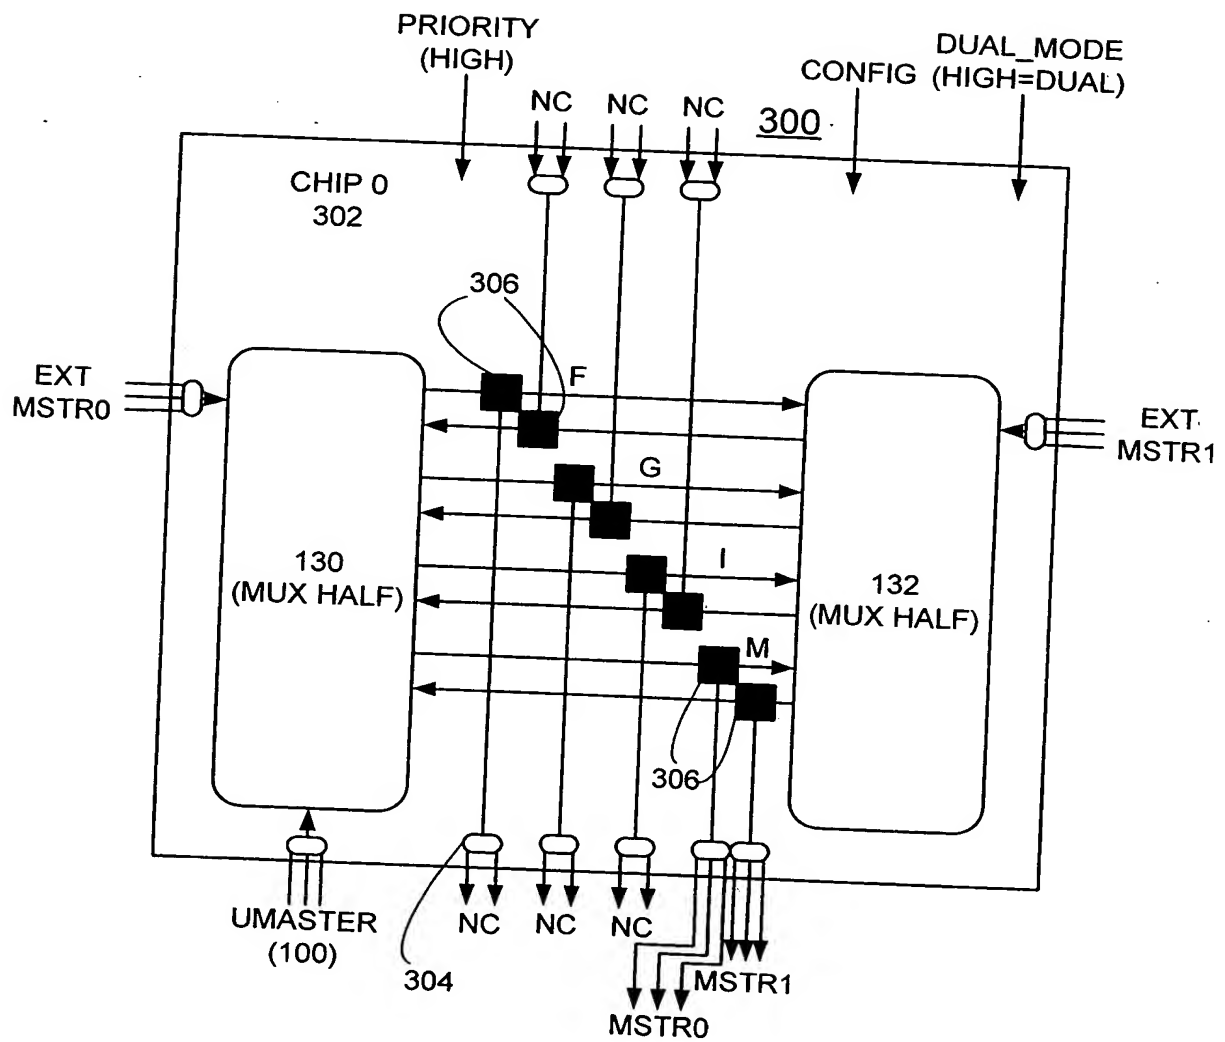 PRIORITY
(HIGH)
DUAL_MODE
(HIGH=DUAL)
CONFIG
NC
NC
NC
300
CHIP 0
302
306
EXT
MSTR0
F
EXT
MSTR1
G
130
(MUX HALF)
I
132
(MUX HALF)
M
306
UMASTER
(100)
NC
NC
NC
304
MSTR1
MSTR0